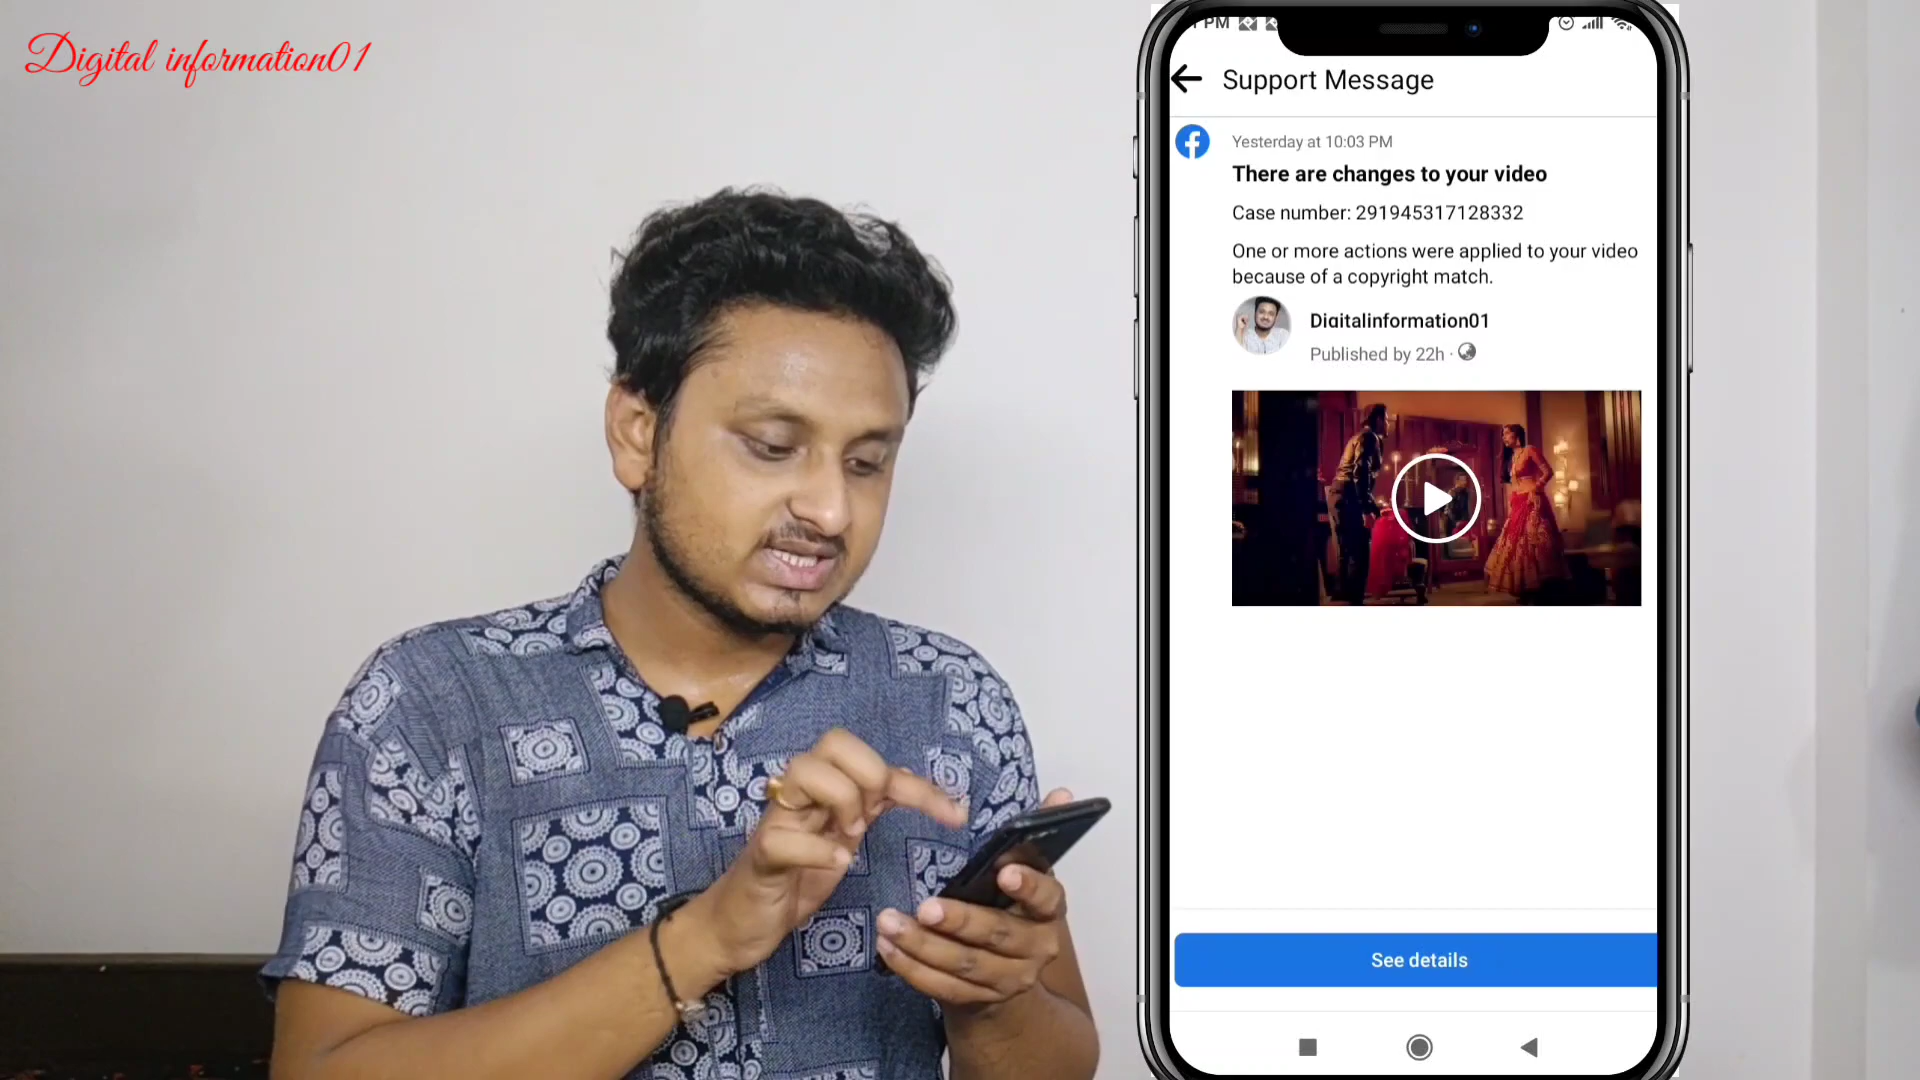 Digital information01
PM
Support Message
Yesterday at 10:03 PM
There are changes to your video
Case number: 291945317128332
One or more actions were applied to your video
because of a copyright match.
Digitalinformation01
Published by 22h ·
See details